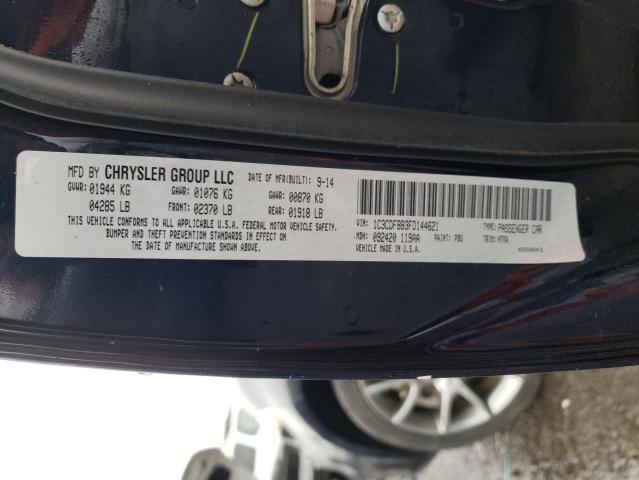 MFD BY CHRYSLER GROUP LLC DATE OF MFR(BUILT): 9-14
GVWR: 01944 KG GAWR: 01076 KG GAWR: 00870 KG
04285 LB FRONT: 02370 LB REAR: 01918 LB
THIS VEHICLE CONFORMS TO ALL APPLICABLE U.S.A. FEDERAL MOTOR VEHICLE SAFETY,
BUMPER AND THEFT PREVENTION STANDARDS IN EFFECT ON
THE DATE OF MANUFACTURE SHOWN ABOVE.
VIN: 1C3CDFBB3FD144621 TYPE: PASSENGER CAR
MDH: 092420 119AA PAINT: PBU TRIM:
VEHICLE MADE IN U.S.A.